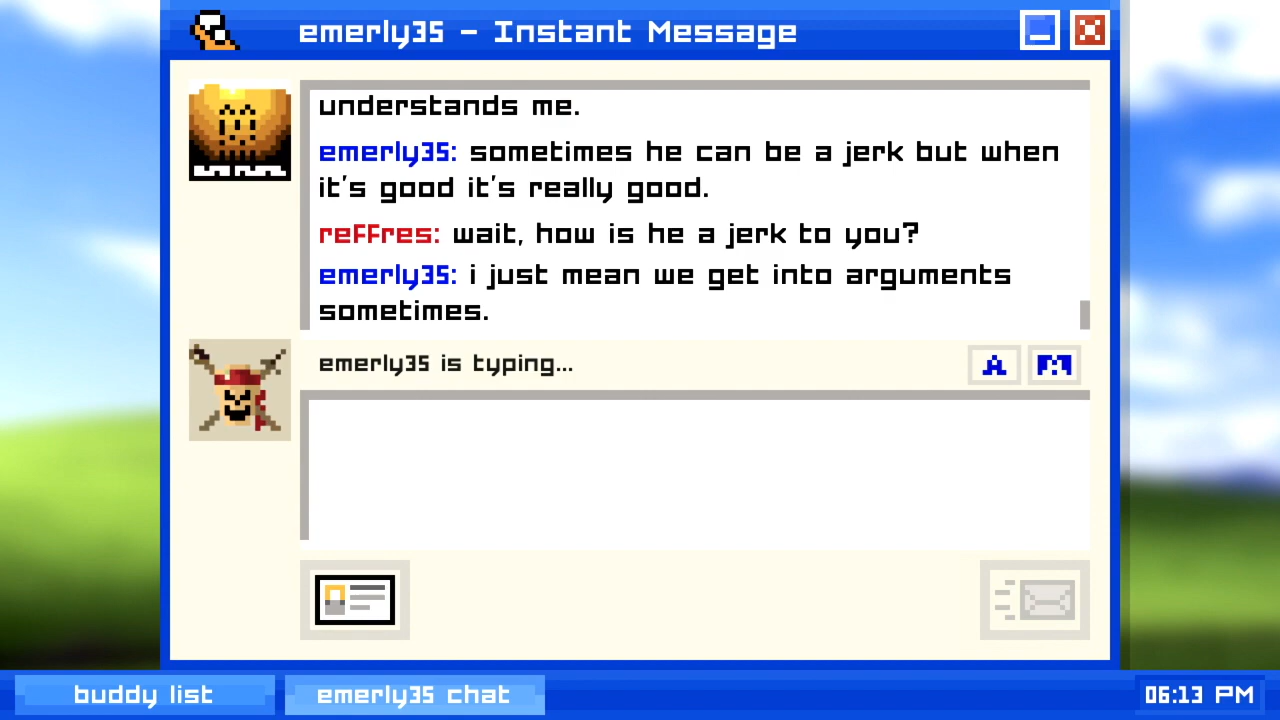 emerly35 - Instant Message
understands me.
emerly35: sometimes he can be a jerk but when
it's good it's really good.
reffres: wait, how is he a jerk to you?
emerly35: i just mean we get into arguments
sometimes.
emerly35 is typing...
A
buddy list
emerly35 chat
06:13 PM